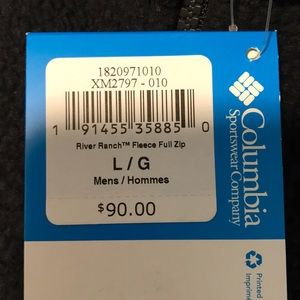 1820971010
XM2797 - 010
1 91455 35885 0
River Ranch™ Fleece Full Zip
L / G
Mens / Hommes
$90.00
Columbia
Sportswear Company
Printed
Imprimé